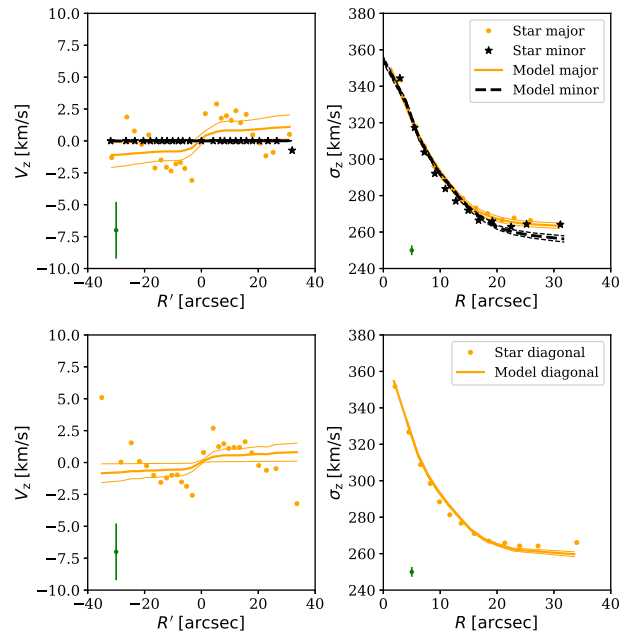 10.0
7.5
5.0
2.5
0.0
−2.5
−5.0
−7.5
−10.0
V_z [km/s]
−40 −20 0 20 40
R′ [arcsec]
380
360
340
320
300
280
260
240
σ_z [km/s]
0 10 20 30 40
R [arcsec]
Star major
Star minor
Model major
Model minor
10.0
7.5
5.0
2.5
0.0
−2.5
−5.0
−7.5
−10.0
V_z [km/s]
−40 −20 0 20 40
R′ [arcsec]
380
360
340
320
300
280
260
240
σ_z [km/s]
0 10 20 30 40
R [arcsec]
Star diagonal
Model diagonal